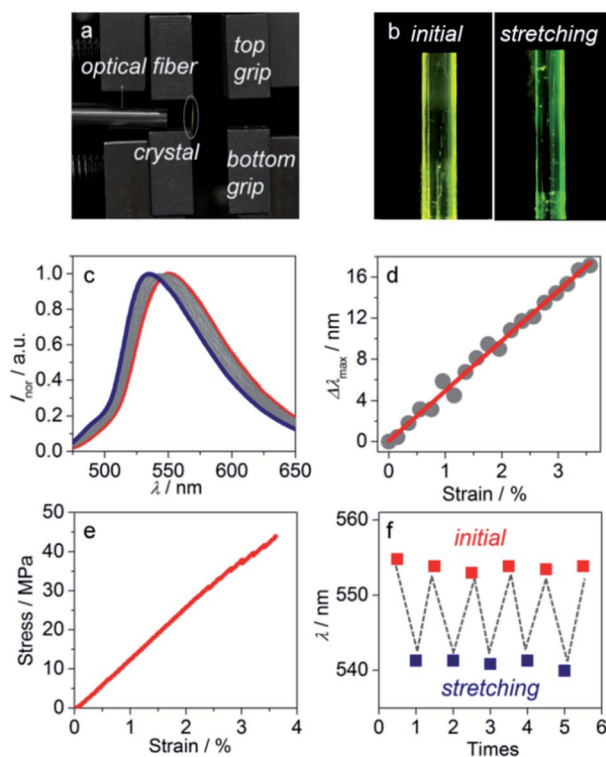 a
optical fiber
top
grip
crystal
bottom
grip
b
initial
stretching
c
1.0
0.8
0.6
0.4
0.2
0.0
I nor / a.u.
500
550
600
650
λ / nm
d
16
12
8
4
0
Δλmax / nm
0
1
2
3
Strain / %
e
50
40
30
20
10
0
Stress / MPa
0
1
2
3
4
Strain / %
f
560
550
540
λ / nm
initial
stretching
0
1
2
3
4
5
6
Times